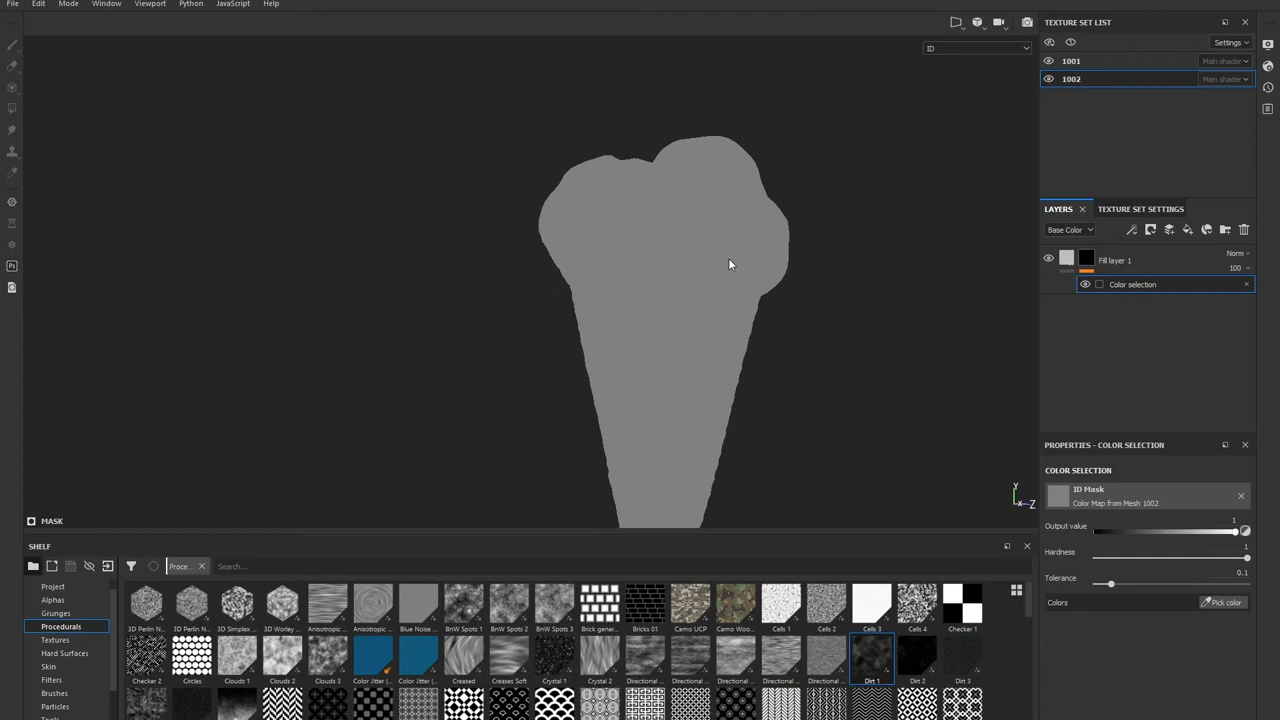 File Edit Mode Window Viewport Python JavaScript Help
TEXTURE SET LIST
Settings
ID
1001 Main shader
1002 Main shader
LAYERS TEXTURE SET SETTINGS
Base Color
Fill layer 1 Norm
100
Color selection
PROPERTIES - COLOR SELECTION
COLOR SELECTION
ID Mask
Color Map from Mesh 1002
Output value 1
Hardness 1
Tolerance 0.1
Colors Pick color
Y
X Z
MASK
SHELF
Proce... Search...
Project
Alphas
Grunges
Procedurals
Textures
Hard Surfaces
Skin
Filters
Brushes
Particles
Tools
3D Perlin N... 3D Perlin N... 3D Simplex ... 3D Worley ... Anisotropic ... Anisotropic ... Blue Noise ... BnW Spots 1 BnW Spots 2 BnW Spots 3 Brick gener... Bricks 01 Camo UCP Camo Woo... Cells 1 Cells 2 Cells 3 Cells 4 Checker 1
Checker 2 Circles Clouds 1 Clouds 2 Clouds 3 Color Jitter (... Color Jitter (... Creased Creases Soft Crystal 1 Crystal 2 Directional ... Directional ... Directional ... Directional ... Directional ... Dirt 1 Dirt 2 Dirt 3